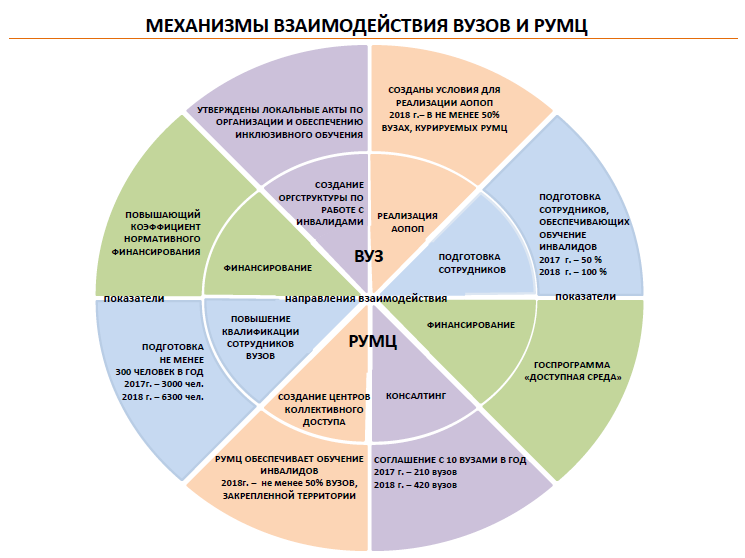 МЕХАНИЗМЫ ВЗАИМОДЕЙСТВИЯ ВУЗОВ И РУМЦ
УТВЕРЖДЕНЫ ЛОКАЛЬНЫЕ АКТЫ ПО
ОРГАНИЗАЦИИ И ОБЕСПЕЧЕНИЮ
ИНКЛЮЗИВНОГО ОБУЧЕНИЯ
СОЗДАНЫ УСЛОВИЯ ДЛЯ
РЕАЛИЗАЦИИ АОПОП
2018 г.– В НЕ МЕНЕЕ 50%
ВУЗАХ, КУРИРУЕМЫХ РУМЦ
СОЗДАНИЕ
ОРГСТРУКТУРЫ ПО
РАБОТЕ С
ИНВАЛИДАМИ
РЕАЛИЗАЦИЯ
АОПОП
ПОВЫШАЮЩИЙ
КОЭФФИЦИЕНТ
НОРМАТИВНОГО
ФИНАНСИРОВАНИЯ
ФИНАНСИРОВАНИЕ
ВУЗ
ПОДГОТОВКА
СОТРУДНИКОВ
ПОДГОТОВКА
СОТРУДНИКОВ,
ОБЕСПЕЧИВАЮЩИХ
ОБУЧЕНИЕ
ИНВАЛИДОВ
2017 г. – 50 %
2018 г. – 100 %
показатели
направления взаимодействия
показатели
ПОДГОТОВКА
НЕ МЕНЕЕ
300 ЧЕЛОВЕК В ГОД
2017г. – 3000 чел.
2018 г. – 6300 чел.
ПОВЫШЕНИЕ
КВАЛИФИКАЦИИ
СОТРУДНИКОВ
ВУЗОВ
РУМЦ
ФИНАНСИРОВАНИЕ
ГОСПРОГРАММА
«ДОСТУПНАЯ СРЕДА»
СОЗДАНИЕ ЦЕНТРОВ
КОЛЛЕКТИВНОГО
ДОСТУПА
КОНСАЛТИНГ
РУМЦ ОБЕСПЕЧИВАЕТ ОБУЧЕНИЕ
ИНВАЛИДОВ
2018г. – не менее 50% ВУЗОВ,
ЗАКРЕПЛЕННОЙ ТЕРРИТОРИИ
СОГЛАШЕНИЕ С 10 ВУЗАМИ В ГОД
2017 г. – 210 вузов
2018 г. – 420 вузов